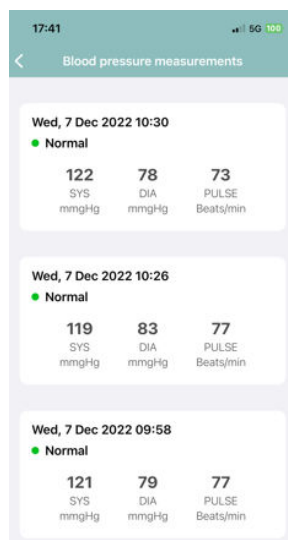 17:41 5G 100
Blood pressure measurements
Wed, 7 Dec 2022 10:30
Normal
122 78 73
SYS DIA PULSE
mmgHg mmgHg Beats/min
Wed, 7 Dec 2022 10:26
Normal
119 83 77
SYS DIA PULSE
mmgHg mmgHg Beats/min
Wed, 7 Dec 2022 09:58
Normal
121 79 77
SYS DIA PULSE
mmgHg mmgHg Beats/min